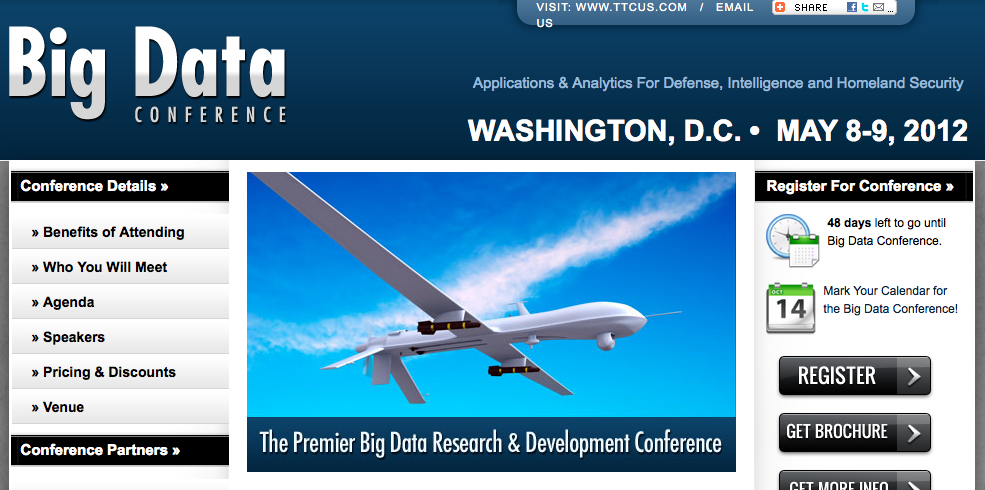 VISIT: WWW.TTCUS.COM / EMAIL
US
SHARE
...
Big Data
CONFERENCE
Applications & Analytics For Defense, Intelligence and Homeland Security
WASHINGTON, D.C. • MAY 8-9, 2012
Conference Details »
» Benefits of Attending
» Who You Will Meet
» Agenda
» Speakers
» Pricing & Discounts
» Venue
Conference Partners »
The Premier Big Data Research & Development Conference
Register For Conference »
48 days left to go until
Big Data Conference.
OCT
14
Mark Your Calendar for
the Big Data Conference!
REGISTER
GET BROCHURE
GET MORE INFO